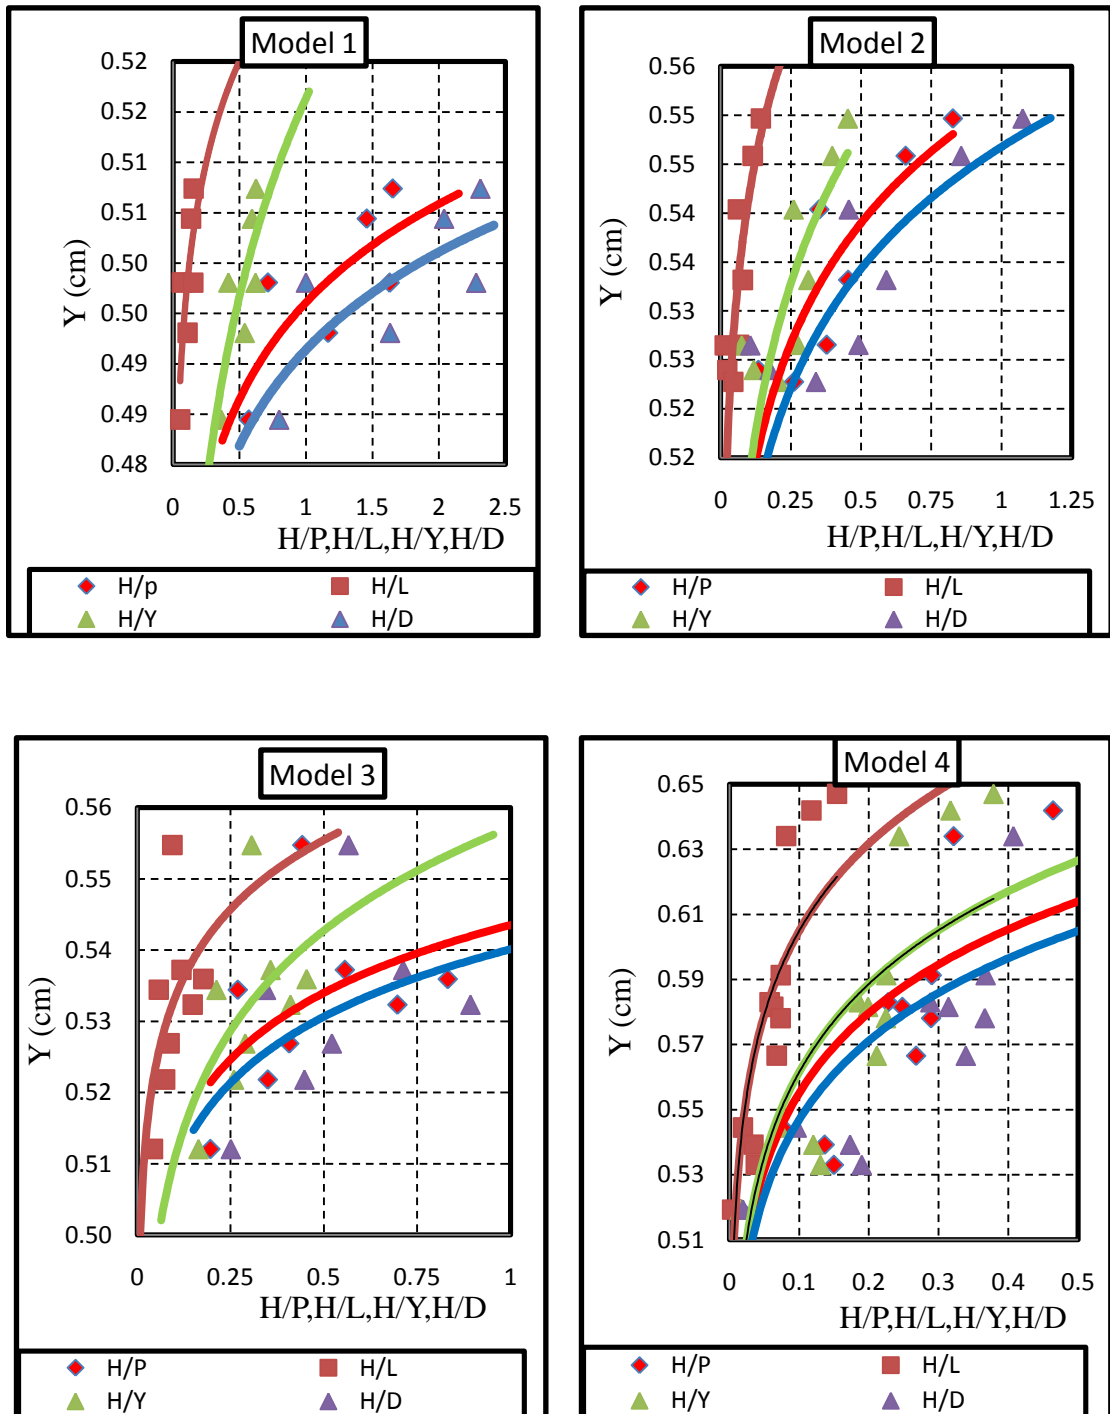 Model 1
0.52
0.52
0.51
0.51
0.50
0.50
0.49
0.49
0.48
Y (cm)
0 0.5 1 1.5 2 2.5
H/P,H/L,H/Y,H/D
H/p H/L
H/Y H/D
Model 2
0.56
0.55
0.55
0.54
0.54
0.53
0.53
0.52
0.52
Y (cm)
0 0.25 0.5 0.75 1 1.25
H/P,H/L,H/Y,H/D
H/P H/L
H/Y H/D
Model 3
0.56
0.55
0.54
0.53
0.52
0.51
0.50
Y (cm)
0 0.25 0.5 0.75 1
H/P,H/L,H/Y,H/D
H/P H/L
H/Y H/D
Model 4
0.65
0.63
0.61
0.59
0.57
0.55
0.53
0.51
Y (cm)
0 0.1 0.2 0.3 0.4 0.5
H/P,H/L,H/Y,H/D
H/P H/L
H/Y H/D